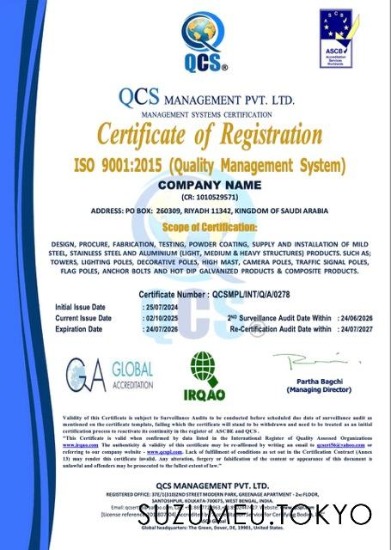 QCS®
SCB
ASCB
Accreditation
Services
Worldwide
QCS MANAGEMENT PVT. LTD.
MANAGEMENT SYSTEMS CERTIFICATION
Certificate of Registration
ISO 9001:2015 (Quality Management System)
COMPANY NAME
(CR: 1010529571)
ADDRESS: PO BOX: 260309, RIYADH 11342, KINGDOM OF SAUDI ARABIA
Scope of Certification:
DESIGN, PROCURE, FABRICATION, TESTING, POWDER COATING, SUPPLY AND INSTALLATION OF MILD
STEEL, STAINLESS STEEL AND ALUMINIUM (LIGHT, MEDIUM & HEAVY STRUCTURES) PRODUCTS. SUCH AS;
TOWERS, LIGHTING POLES, DECORATIVE POLES, HIGH MAST, CAMERA POLES, TRAFFIC SIGNAL POLES,
FLAG POLES, ANCHOR BOLTS AND HOT DIP GALVANIZED PRODUCTS & COMPOSITE PRODUCTS.
Certificate Number : QCSMPL/INT/Q/A/0278
Initial Issue Date : 25/07/2024
Current Issue Date : 02/10/2025 2ND Surveillance Audit Date Within : 24/06/2026
Expiration Date : 24/07/2026 Re-Certification Audit Date within : 24/07/2027
GA GLOBAL
ACCREDITATION
IRQAO
Partha Bagchi
(Managing Director)
Validity of this Certificate is subject to Surveillance Audits to be conducted before scheduled due date of surveillance audit as
mentioned on the certificate template, failing which the certificate will stand to be withdrawn and need to be treated as an initial
certification process to reactivate its continuity in the register of ASCBE and QCS .
"This Certificate is valid when confirmed by data listed in the International Register of Quality Assessed Organizations
www.irqao.com The authenticity & validity of this certificate may be re-affirmed by writing on or
referring to our company website - Lack of fulfillment of conditions as set out in the Certification Contract (Annex
13) may render this certificate invalid. Any alteration, forgery or falsification of the content or appearance of this document is
unlawful and offenders may be prosecuted to the fullest extent of law."
QCS MANAGEMENT PVT. LTD.
REGISTERED OFFICE: STREET MODERN PARK, GREENAGE APARTMENT - 2nd FLOOR,
SANTOSHPUR, KOLKATA-700075, WEST BENGAL, INDIA.
SUZUMEU.TOKYO
Global headquarters: The Green, Dover, DE, 19901, United States.